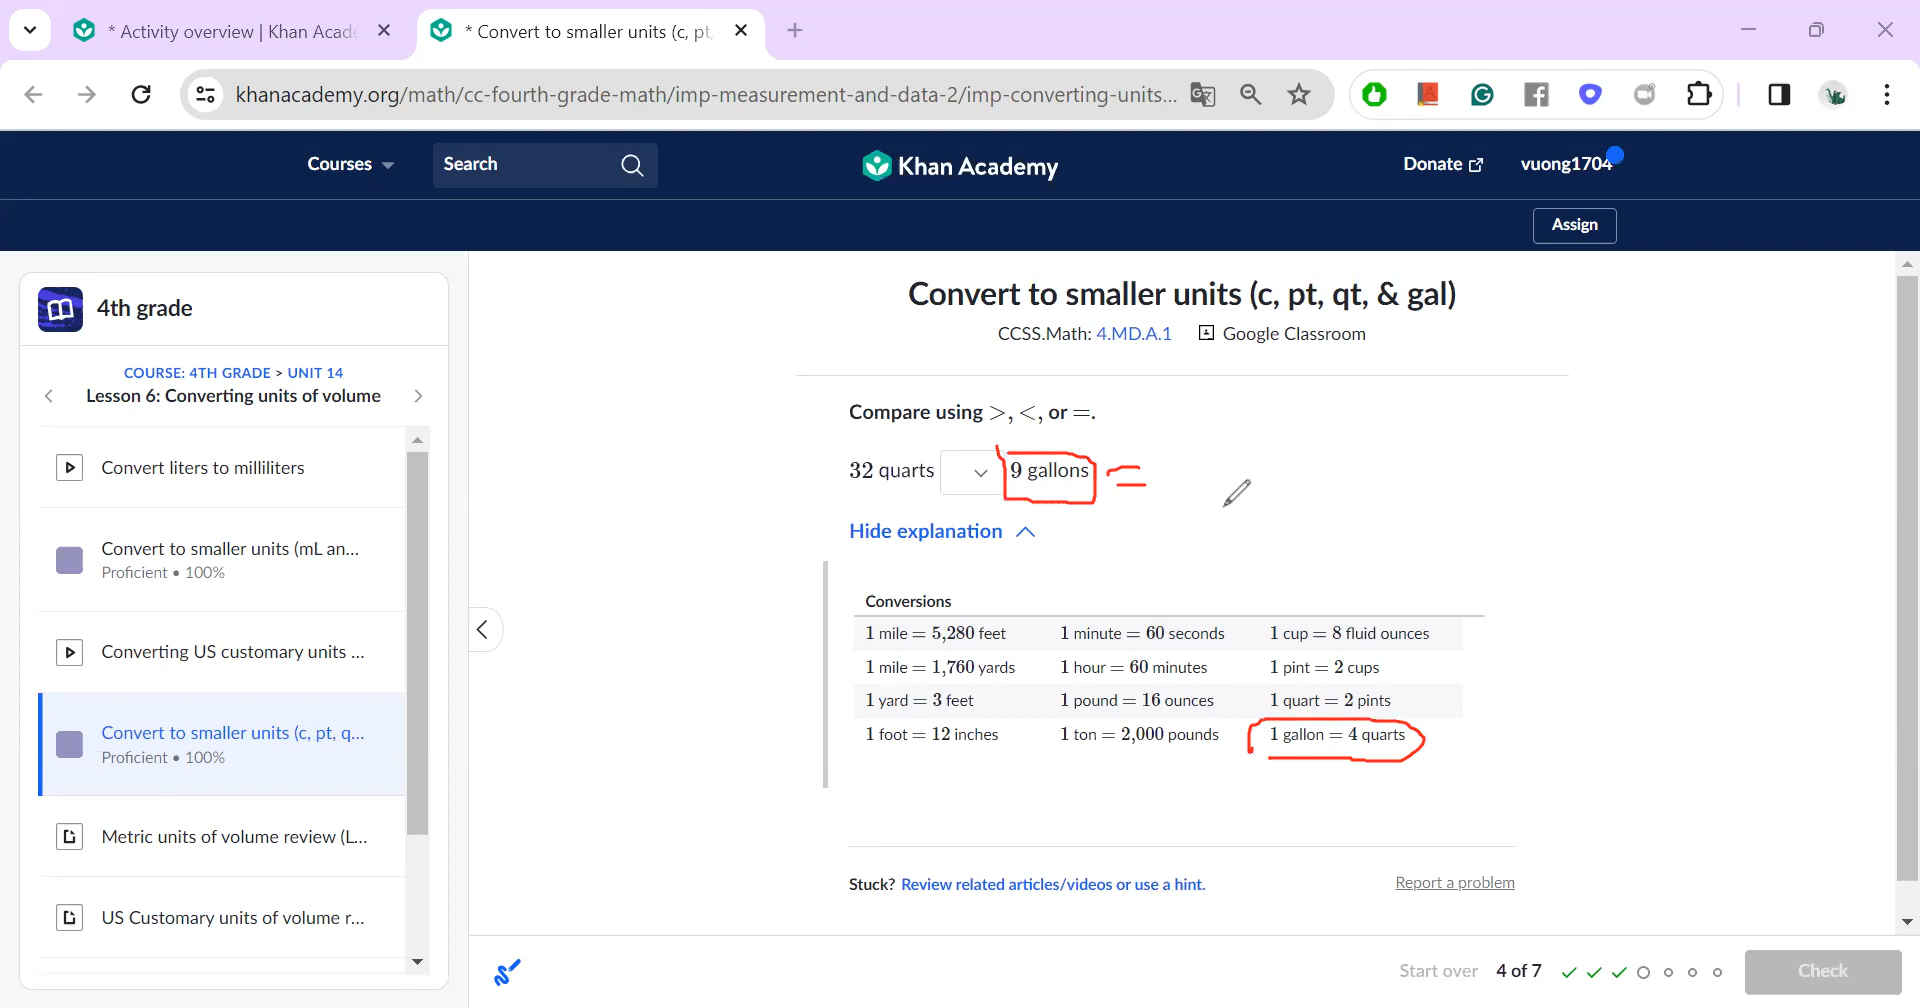 * Activity overview | Khan Acade
* Convert to smaller units (c, pt,
khanacademy.org/math/cc-fourth-grade-math/imp-measurement-and-data-2/imp-converting-units...
Courses
Search
Khan Academy
Donate
vuong1704
Assign
4th grade
COURSE: 4TH GRADE > UNIT 14
Lesson 6: Converting units of volume
Convert liters to milliliters
Convert to smaller units (mL an...
Proficient • 100%
Converting US customary units ...
Convert to smaller units (c, pt, q...
Proficient • 100%
Metric units of volume review (L...
US Customary units of volume r...
Convert to smaller units (c, pt, qt, & gal)
CCSS.Math: 4.MD.A.1 Google Classroom
Compare using >, <, or =.
32 quarts 9 gallons =
Hide explanation
Conversions
1 mile = 5,280 feet 1 minute = 60 seconds 1 cup = 8 fluid ounces
1 mile = 1,760 yards 1 hour = 60 minutes 1 pint = 2 cups
1 yard = 3 feet 1 pound = 16 ounces 1 quart = 2 pints
1 foot = 12 inches 1 ton = 2,000 pounds 1 gallon = 4 quarts
Stuck? Review related articles/videos or use a hint.
Report a problem
Start over 4 of 7 Check